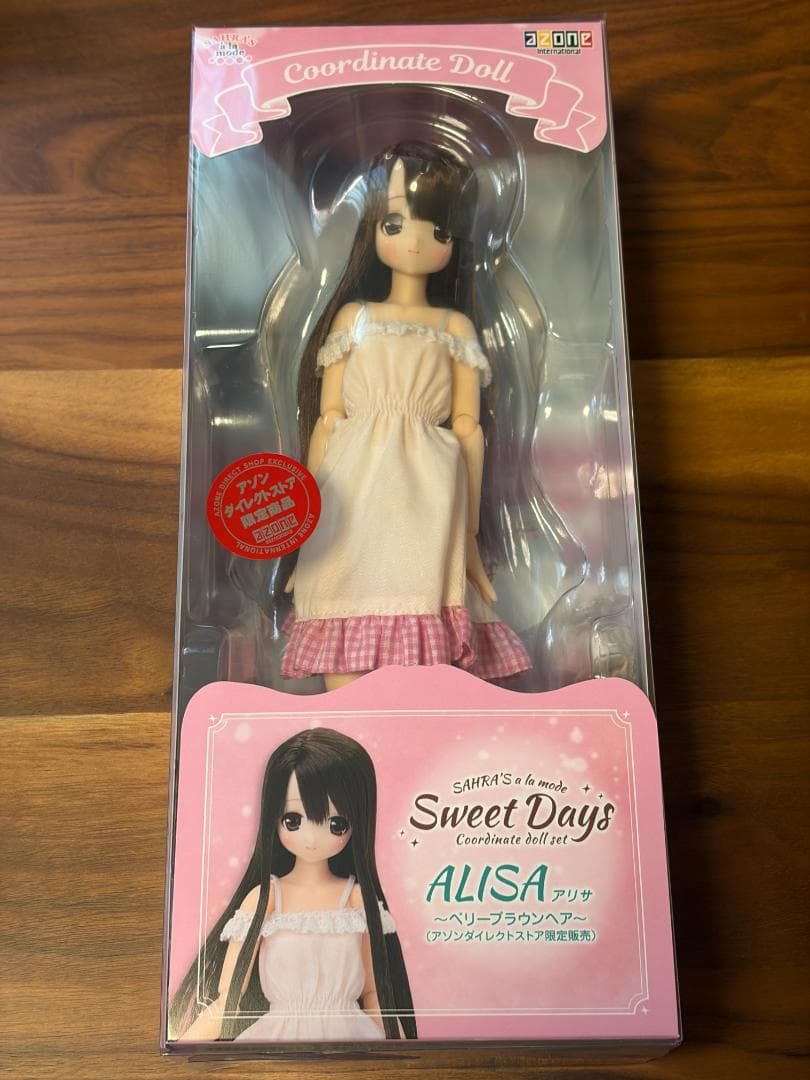 SAHRA'S
à la
mode
azone
international
Coordinate Doll
AZONE DIRECT SHOP EXCLUSIVE
アゾン
ダイレクトストア
限定商品
azone
international
AZONE INTERNATIONAL
SAHRA'S a la mode
Sweet Days
Coordinate doll set
ALISA アリサ
～ベリーブラウンヘア～
(アゾンダイレクトストア限定販売)